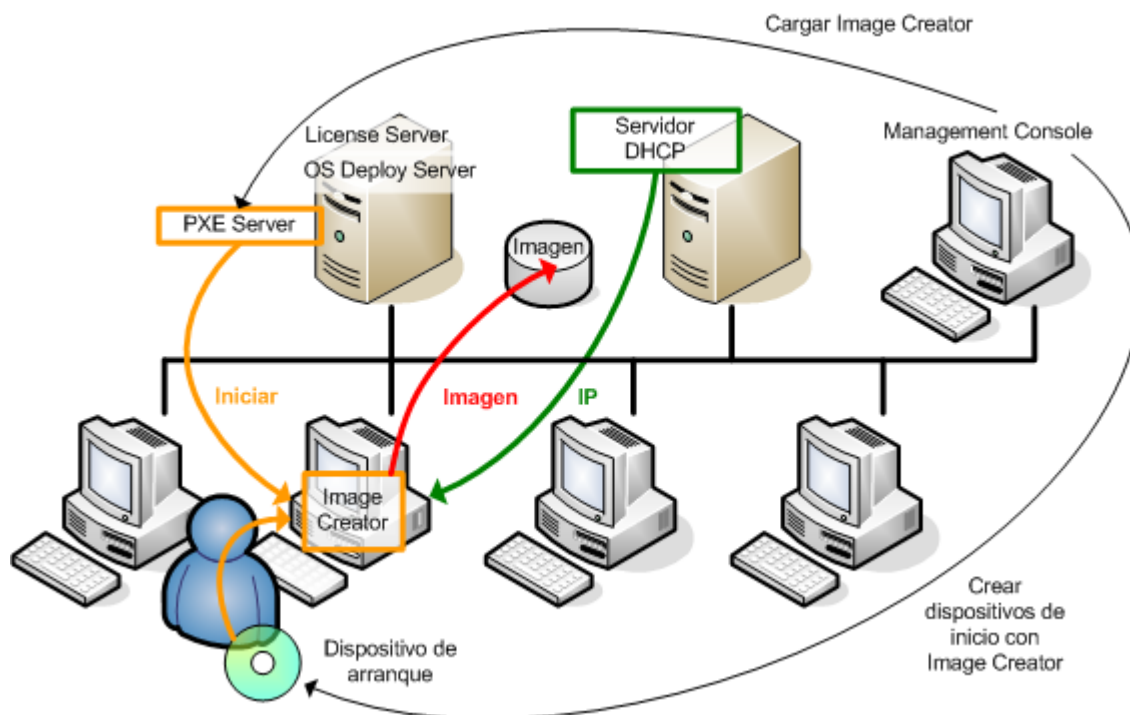 Cargar Image Creator
License Server
OS Deploy Server
Servidor
DHCP
Management Console
PXE Server
Imagen
Iniciar
Imagen
IP
Image
Creator
Dispositivo de
arranque
Crear
dispositivos de
inicio con
Image Creator